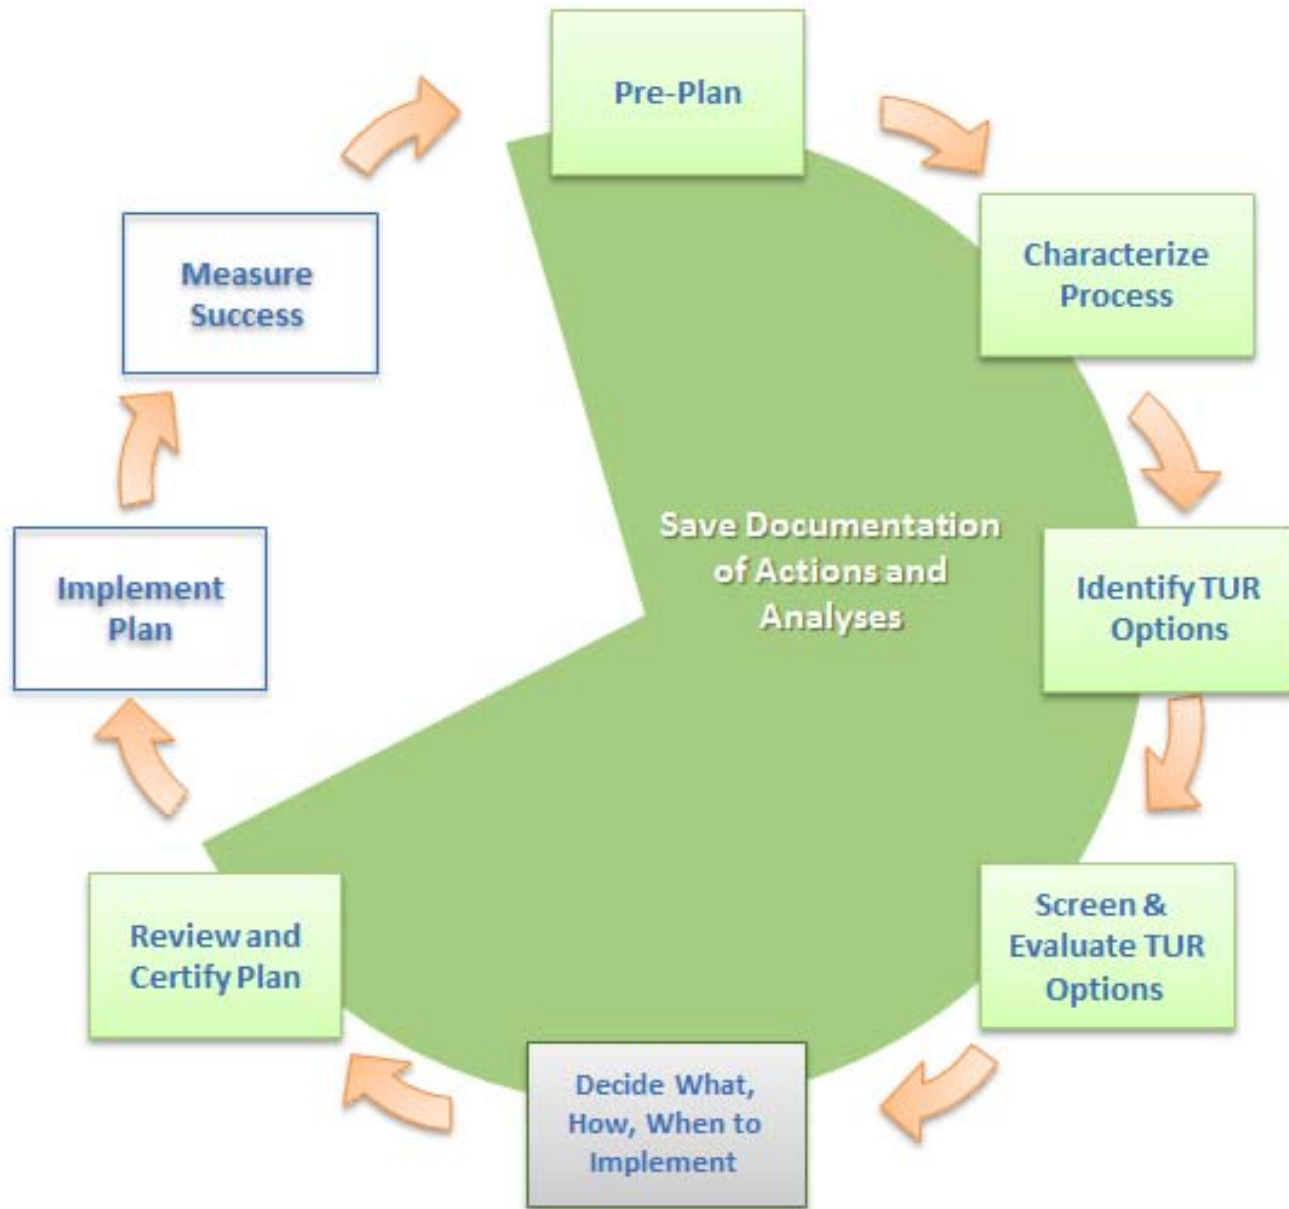 Pre-Plan
Characterize
Process
Identify TUR
Options
Screen &
Evaluate TUR
Options
Decide What,
How, When to
Implement
Review and
Certify Plan
Implement
Plan
Measure
Success
Save Documentation
of Actions and
Analyses